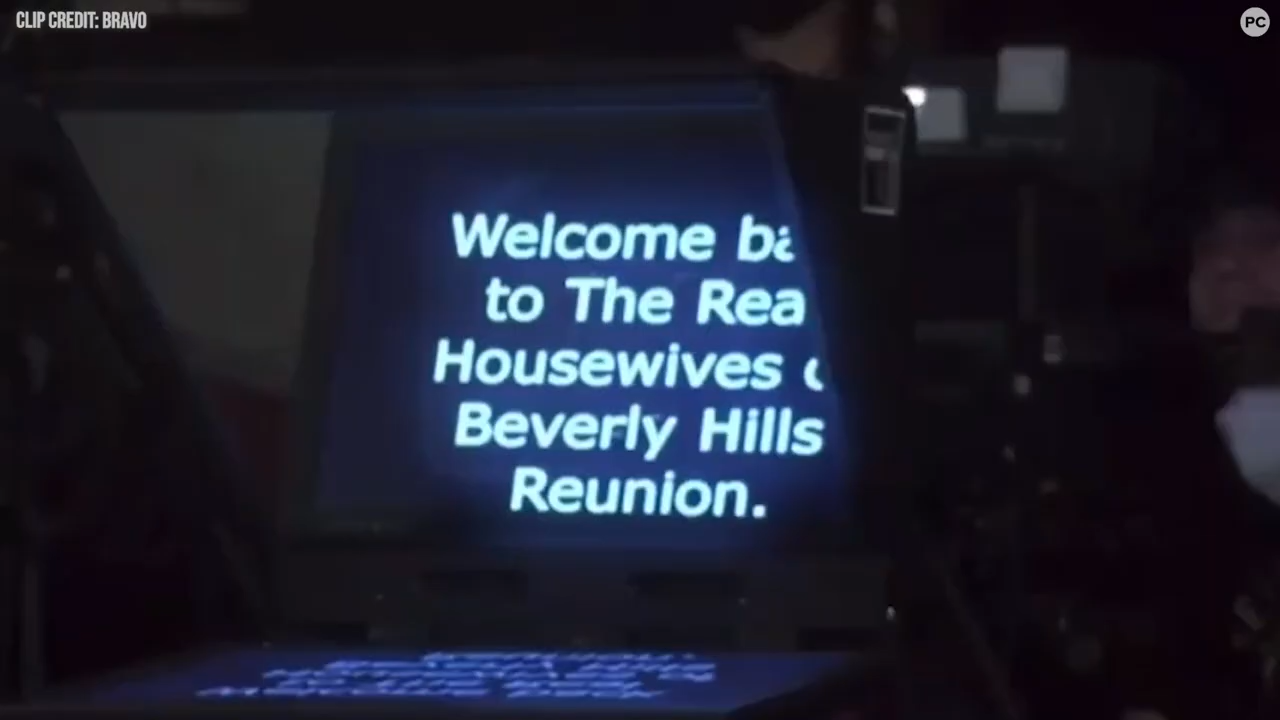 CLIP CREDIT: BRAVO
PC
Welcome ba
to The Rea
Housewives
Beverly Hills
Reunion.